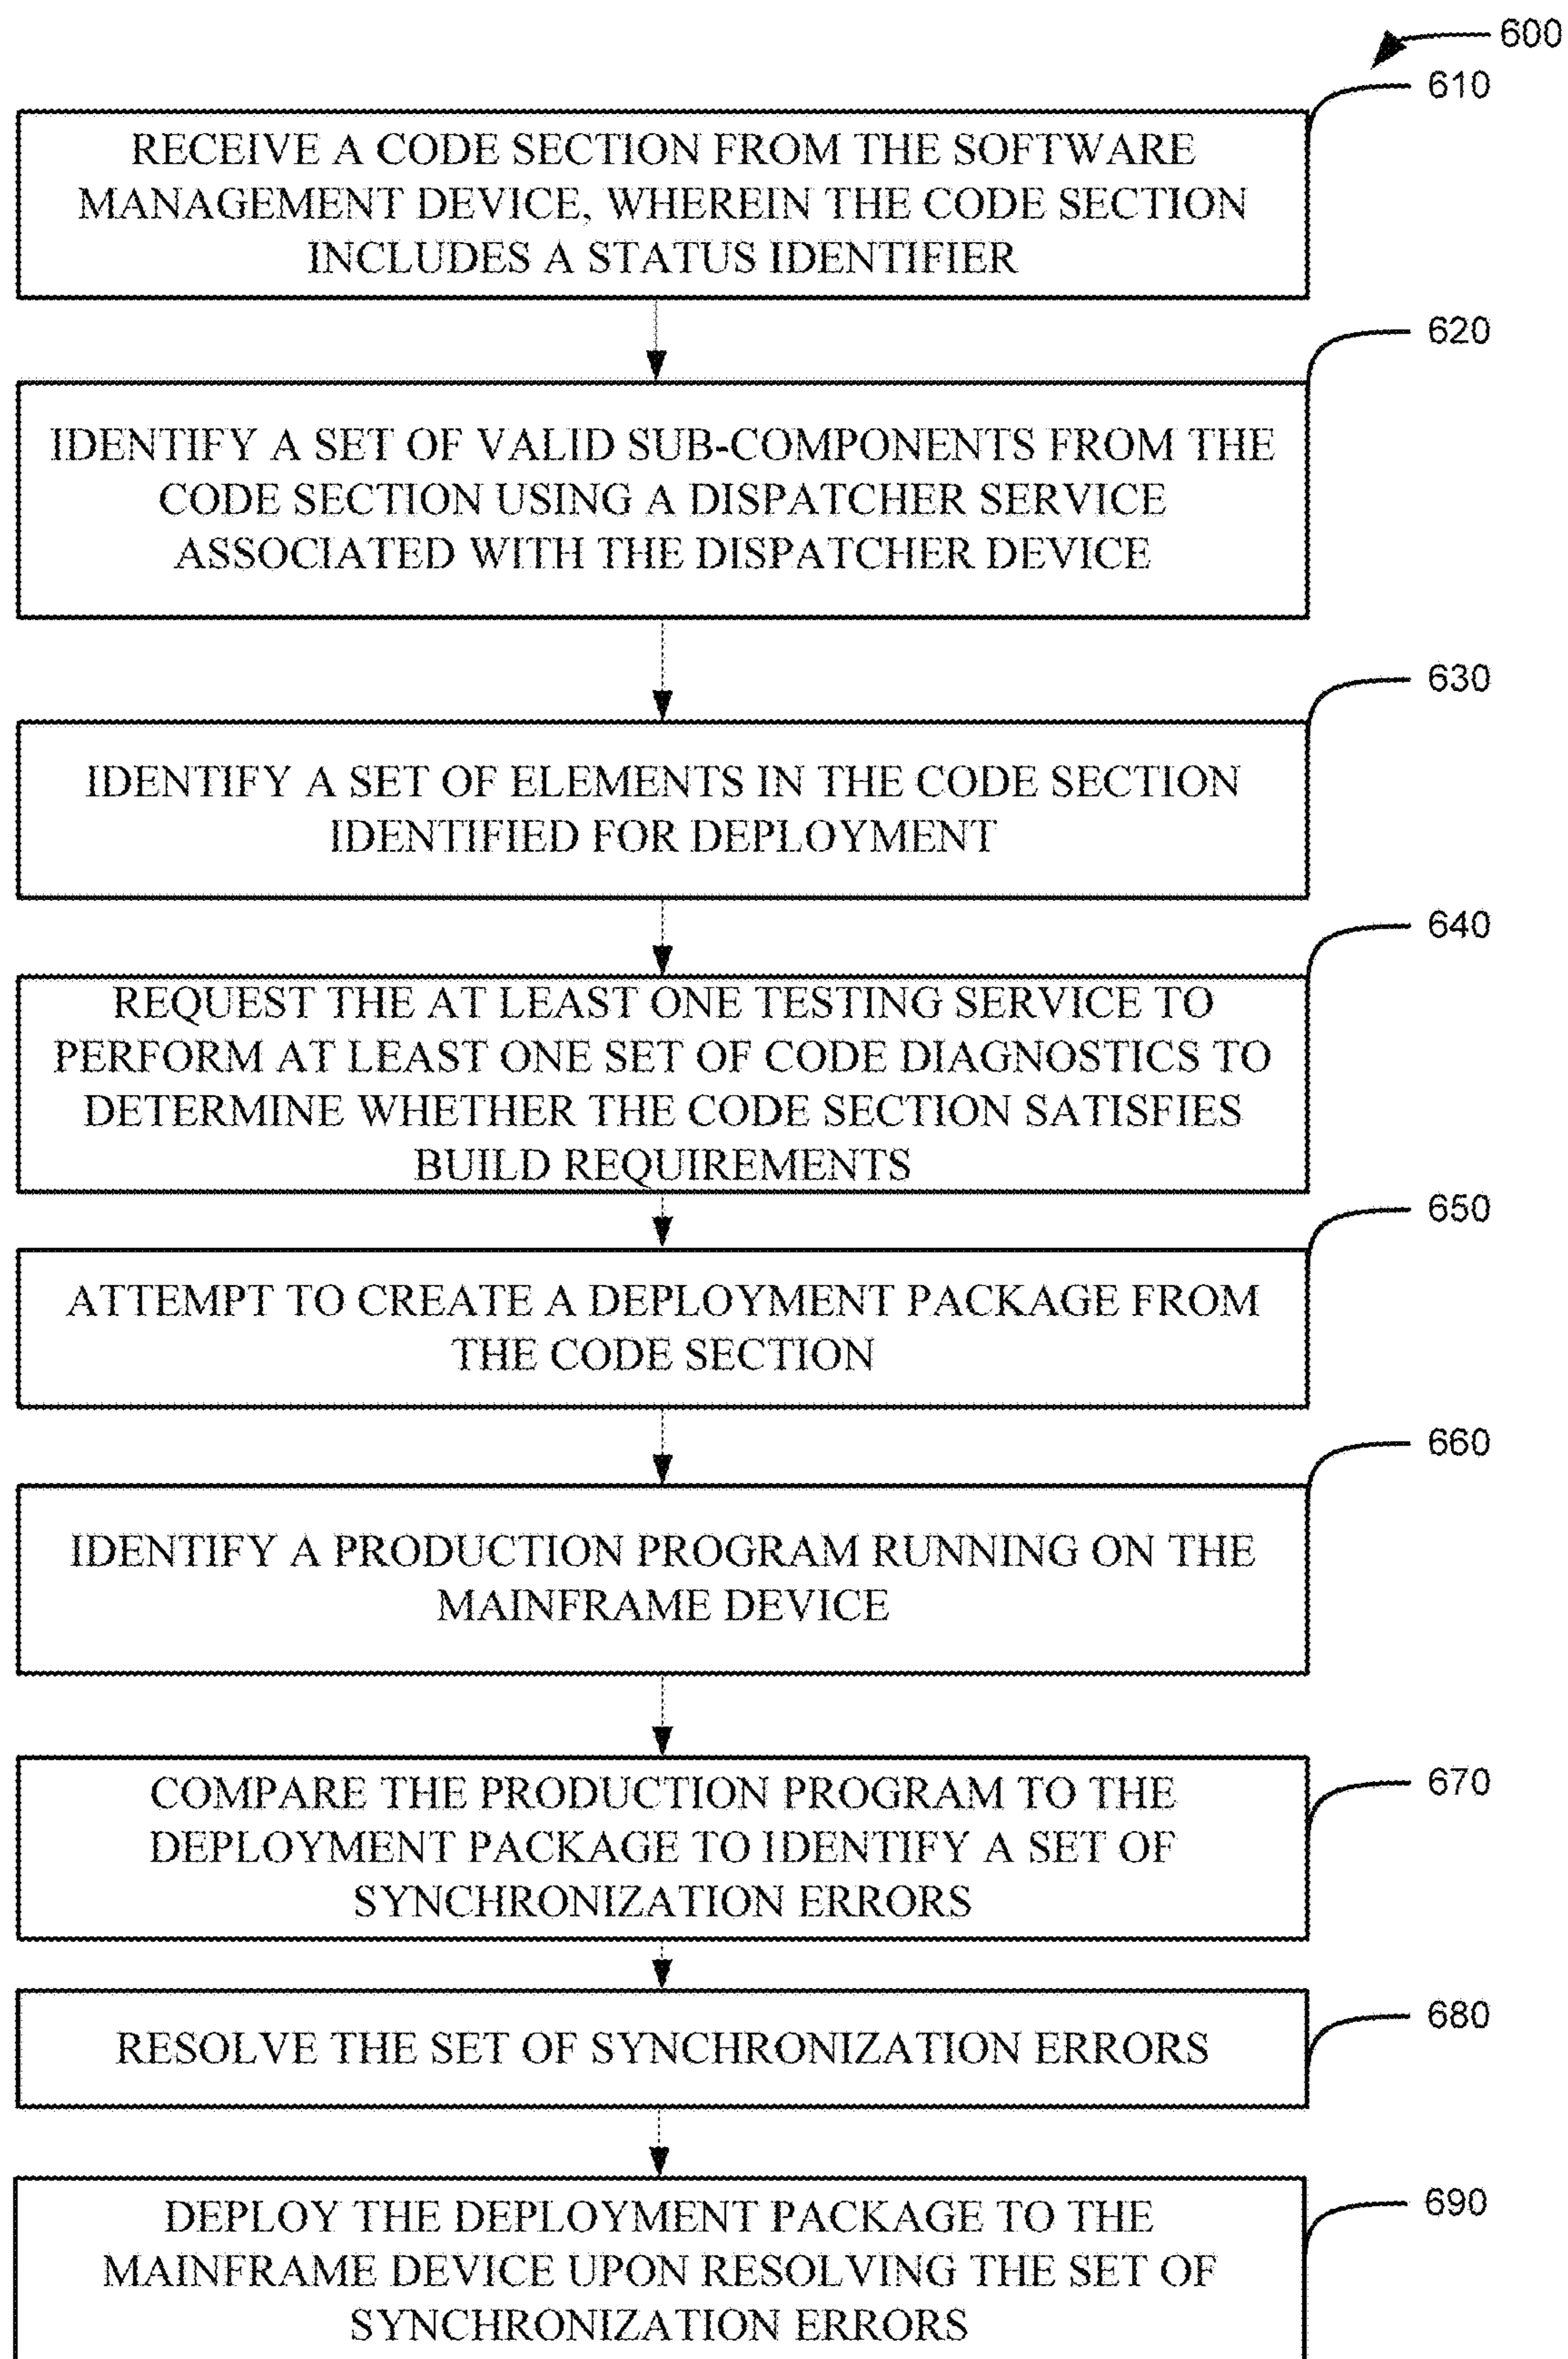 600
610
RECEIVE A CODE SECTION FROM THE SOFTWARE
MANAGEMENT DEVICE, WHEREIN THE CODE SECTION
INCLUDES A STATUS IDENTIFIER
620
IDENTIFY A SET OF VALID SUB-COMPONENTS FROM THE
CODE SECTION USING A DISPATCHER SERVICE
ASSOCIATED WITH THE DISPATCHER DEVICE
630
IDENTIFY A SET OF ELEMENTS IN THE CODE SECTION
IDENTIFIED FOR DEPLOYMENT
640
REQUEST THE AT LEAST ONE TESTING SERVICE TO
PERFORM AT LEAST ONE SET OF CODE DIAGNOSTICS TO
DETERMINE WHETHER THE CODE SECTION SATISFIES
BUILD REQUIREMENTS
650
ATTEMPT TO CREATE A DEPLOYMENT PACKAGE FROM
THE CODE SECTION
660
IDENTIFY A PRODUCTION PROGRAM RUNNING ON THE
MAINFRAME DEVICE
670
COMPARE THE PRODUCTION PROGRAM TO THE
DEPLOYMENT PACKAGE TO IDENTIFY A SET OF
SYNCHRONIZATION ERRORS
680
RESOLVE THE SET OF SYNCHRONIZATION ERRORS
690
DEPLOY THE DEPLOYMENT PACKAGE TO THE
MAINFRAME DEVICE UPON RESOLVING THE SET OF
SYNCHRONIZATION ERRORS